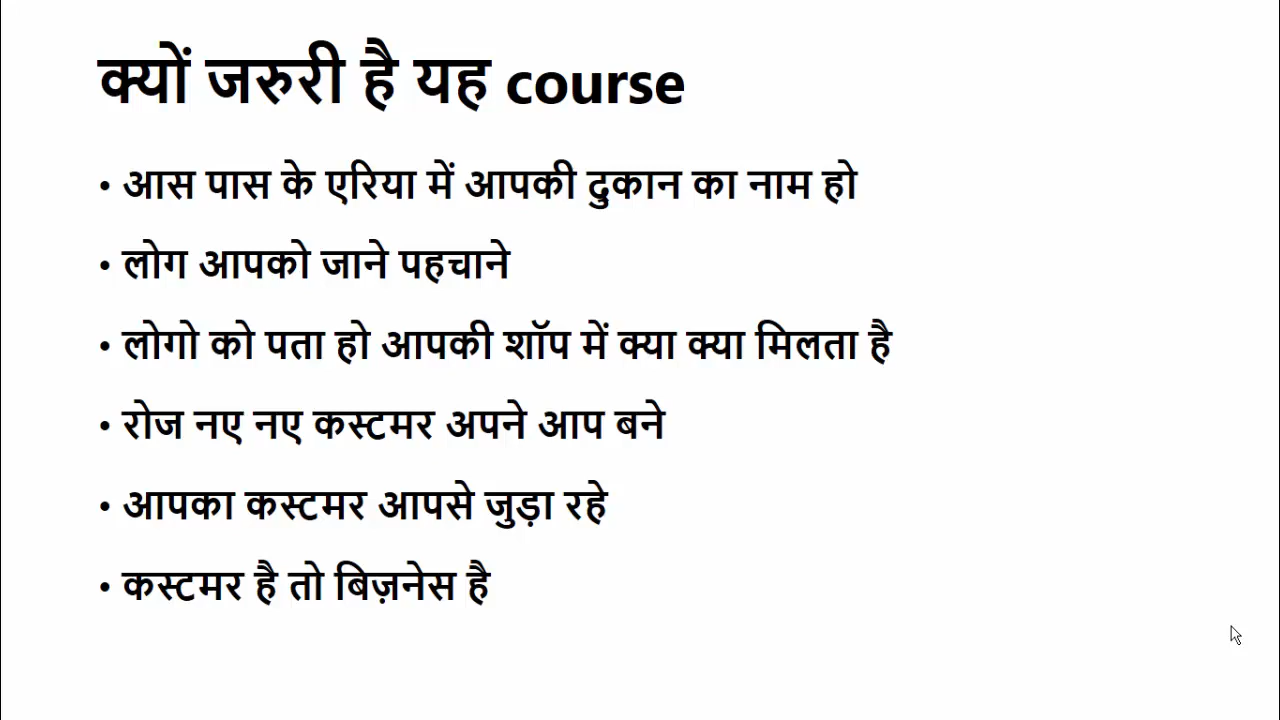 क्यों जरुरी है यह course
• आस पास के एरिया में आपकी दुकान का नाम हो
• लोग आपको जाने पहचाने
• लोगो को पता हो आपकी शॉप में क्या क्या मिलता है
• रोज नए नए कस्टमर अपने आप बने
• आपका कस्टमर आपसे जुड़ा रहे
• कस्टमर है तो बिज़नेस है